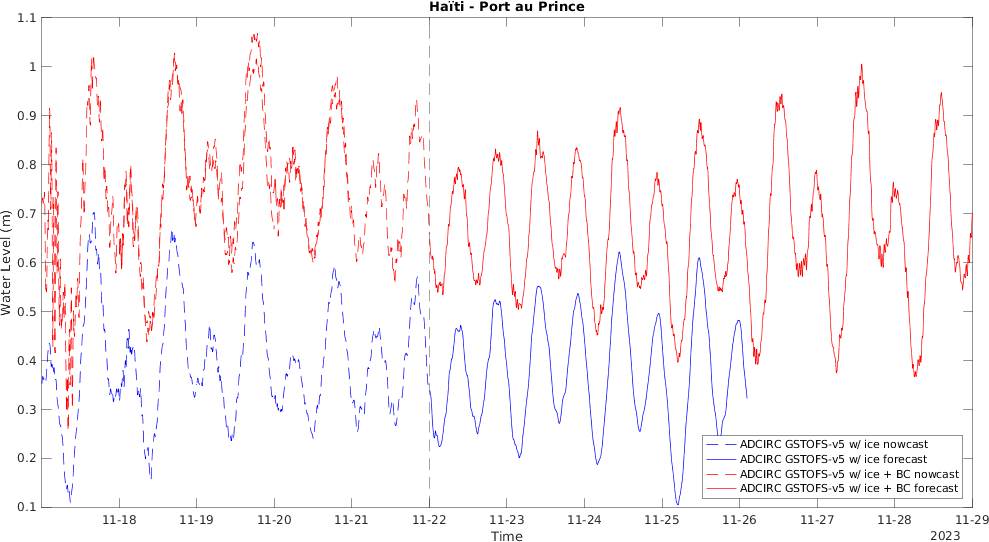 Haïti - Port au Prince
1.1
1
0.9
0.8
0.7
0.6
0.5
0.4
0.3
0.2
0.1
Water Level (m)
ADCIRC GSTOFS-v5 w/ ice nowcast
ADCIRC GSTOFS-v5 w/ ice forecast
ADCIRC GSTOFS-v5 w/ ice + BC nowcast
ADCIRC GSTOFS-v5 w/ ice + BC forecast
11-18 11-19 11-20 11-21 11-22 11-23 11-24 11-25 11-26 11-27 11-28 11-29
Time
2023